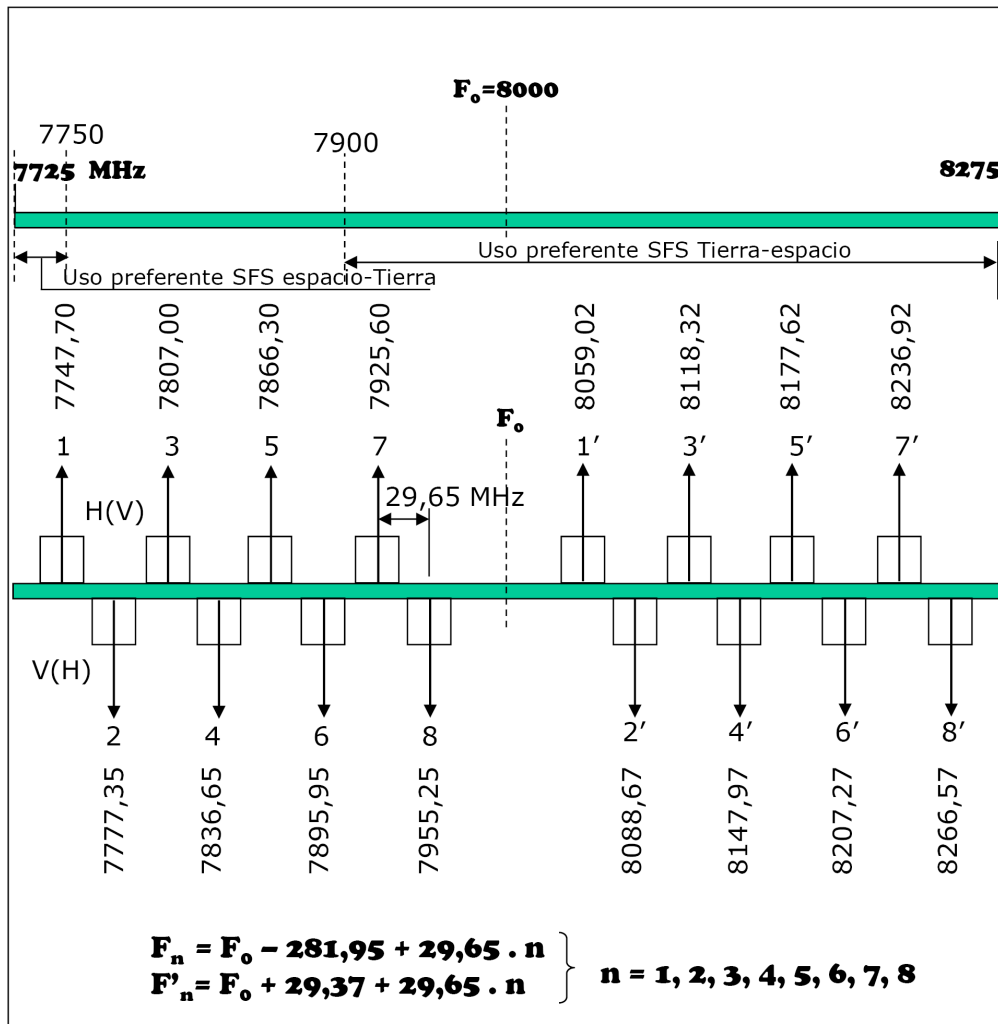 Fo=8000
7750
7900
7725 MHz
8275
Uso preferente SFS Tierra-espacio
Uso preferente SFS espacio-Tierra
7747,70
7807,00
7866,30
7925,60
8059,02
8118,32
8177,62
8236,92
Fo
1 3 5 7 1′ 3′ 5′ 7′
29,65 MHz
H(V)
V(H)
2 4 6 8 2′ 4′ 6′ 8′
7777,35
7836,65
7895,95
7955,25
8088,67
8147,97
8207,27
8266,57
Fn = Fo – 281,95 + 29,65 . n
F'n= Fo + 29,37 + 29,65 . n
n = 1, 2, 3, 4, 5, 6, 7, 8